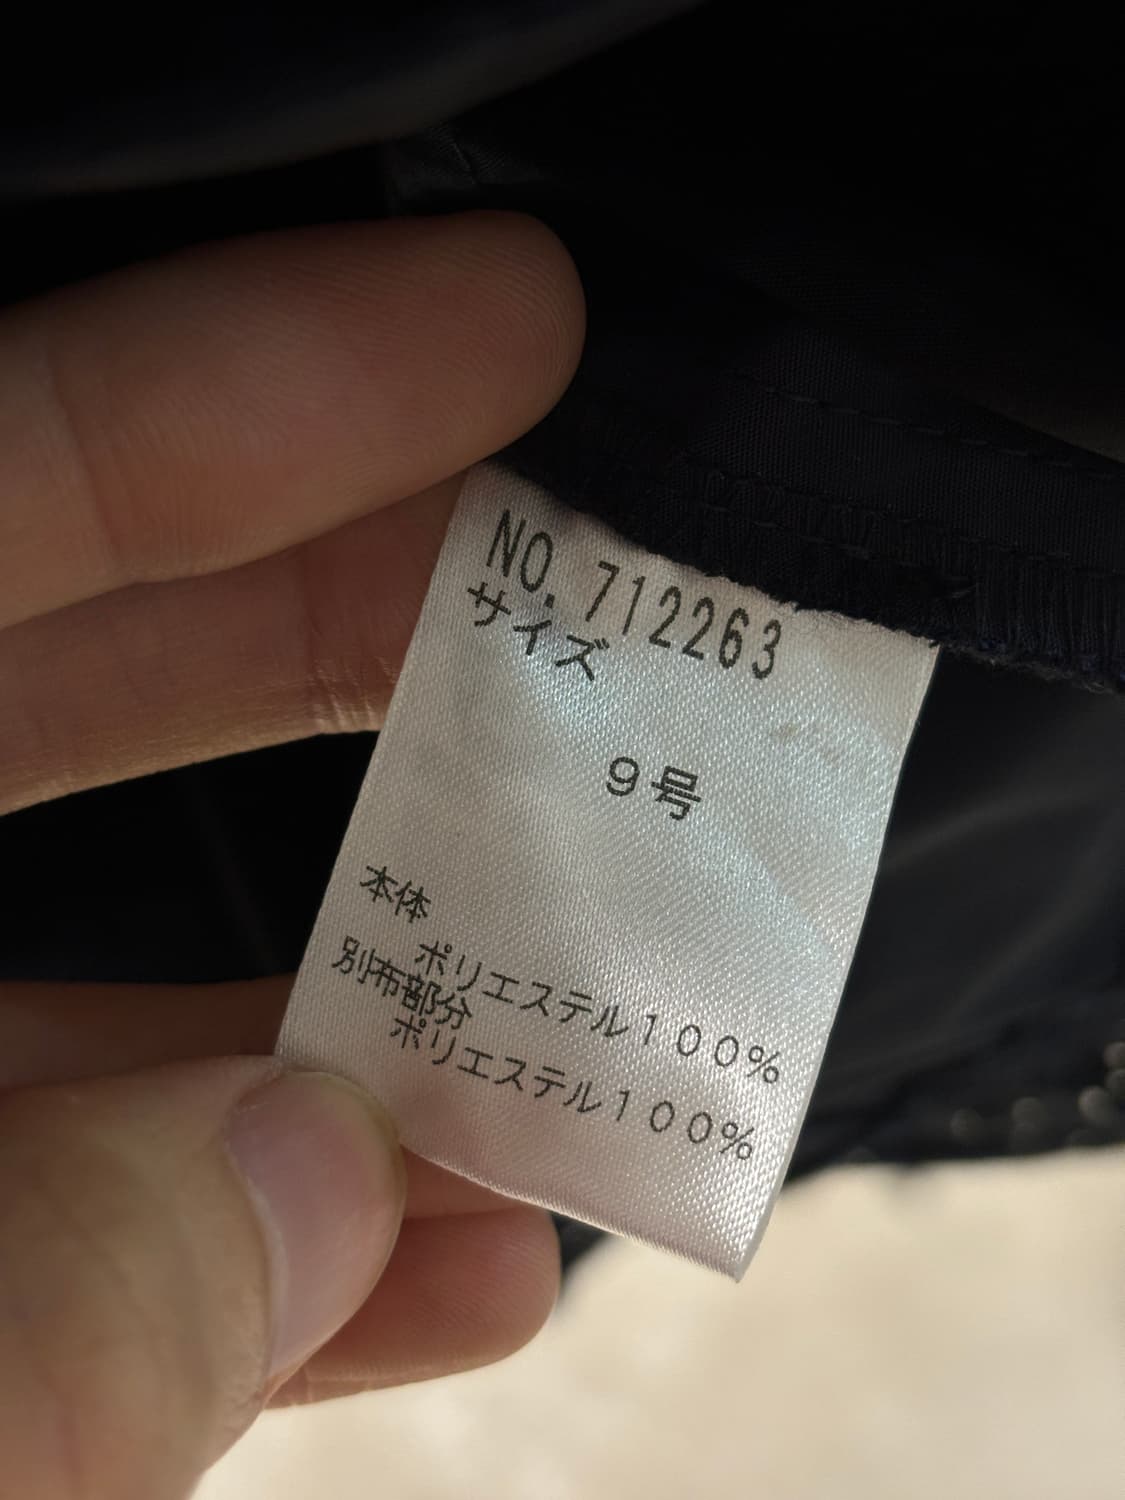 NO.712263
サイズ
9号
本体
ポリエステル100%
別布部分
ポリエステル100%